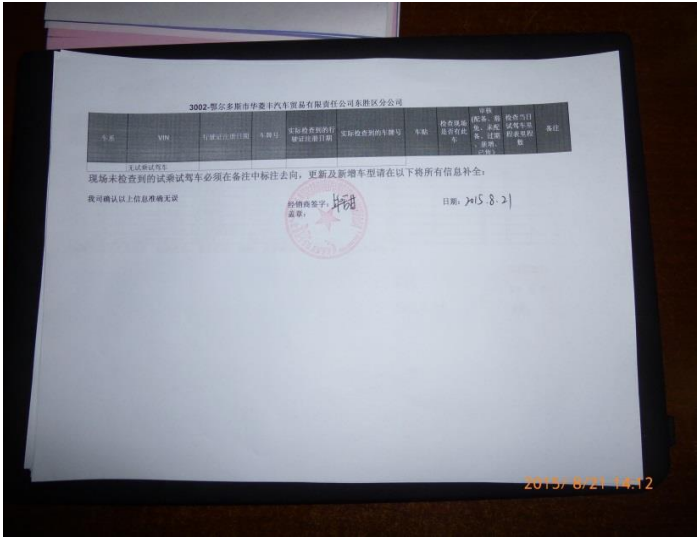 3002-鄂尔多斯市华菱丰汽车贸易有限责任公司东胜区分公司
车系 VIN 行驶证注册日期 车牌号 实际检查到的行驶证注册日期 实际检查到的车牌号 车贴 检查现场是否有此车 检查当日试驾车里程表里程数 备注
无试乘试驾车
现场未检查到的试乘试驾车必须在备注中标注去向，更新及新增车型请在以下将所有信息补全：
我司确认以上信息准确无误 经销商签字： 日期：2015.8.21
盖章：
2015/ 8/21 14:12